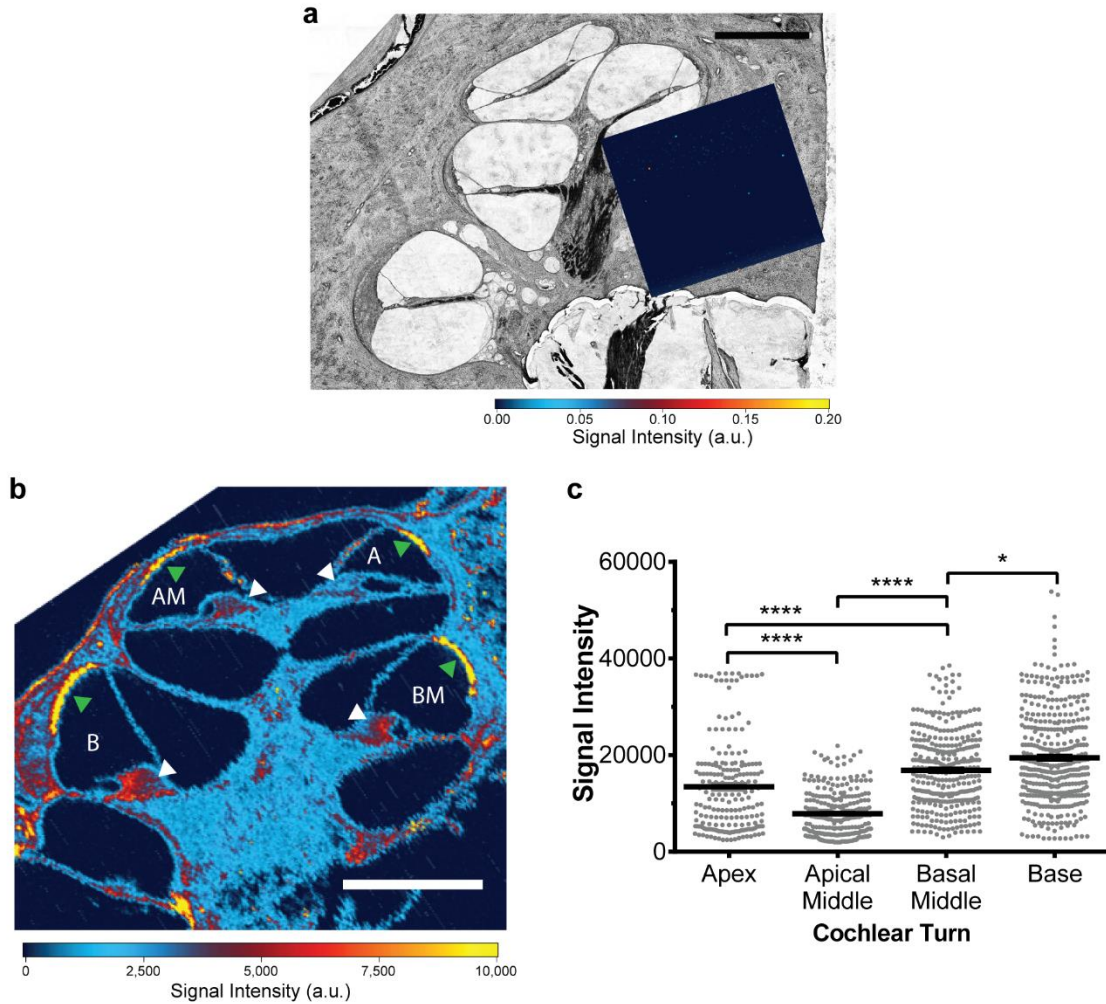 a
0.00 0.05 0.10 0.15 0.20
Signal Intensity (a.u.)
b
A
AM
BM
B
0 2,500 5,000 7,500 10,000
Signal Intensity (a.u.)
c
60000
40000
20000
0
Signal Intensity
*
****
****
****
Apex Apical Middle Basal Middle Base
Cochlear Turn